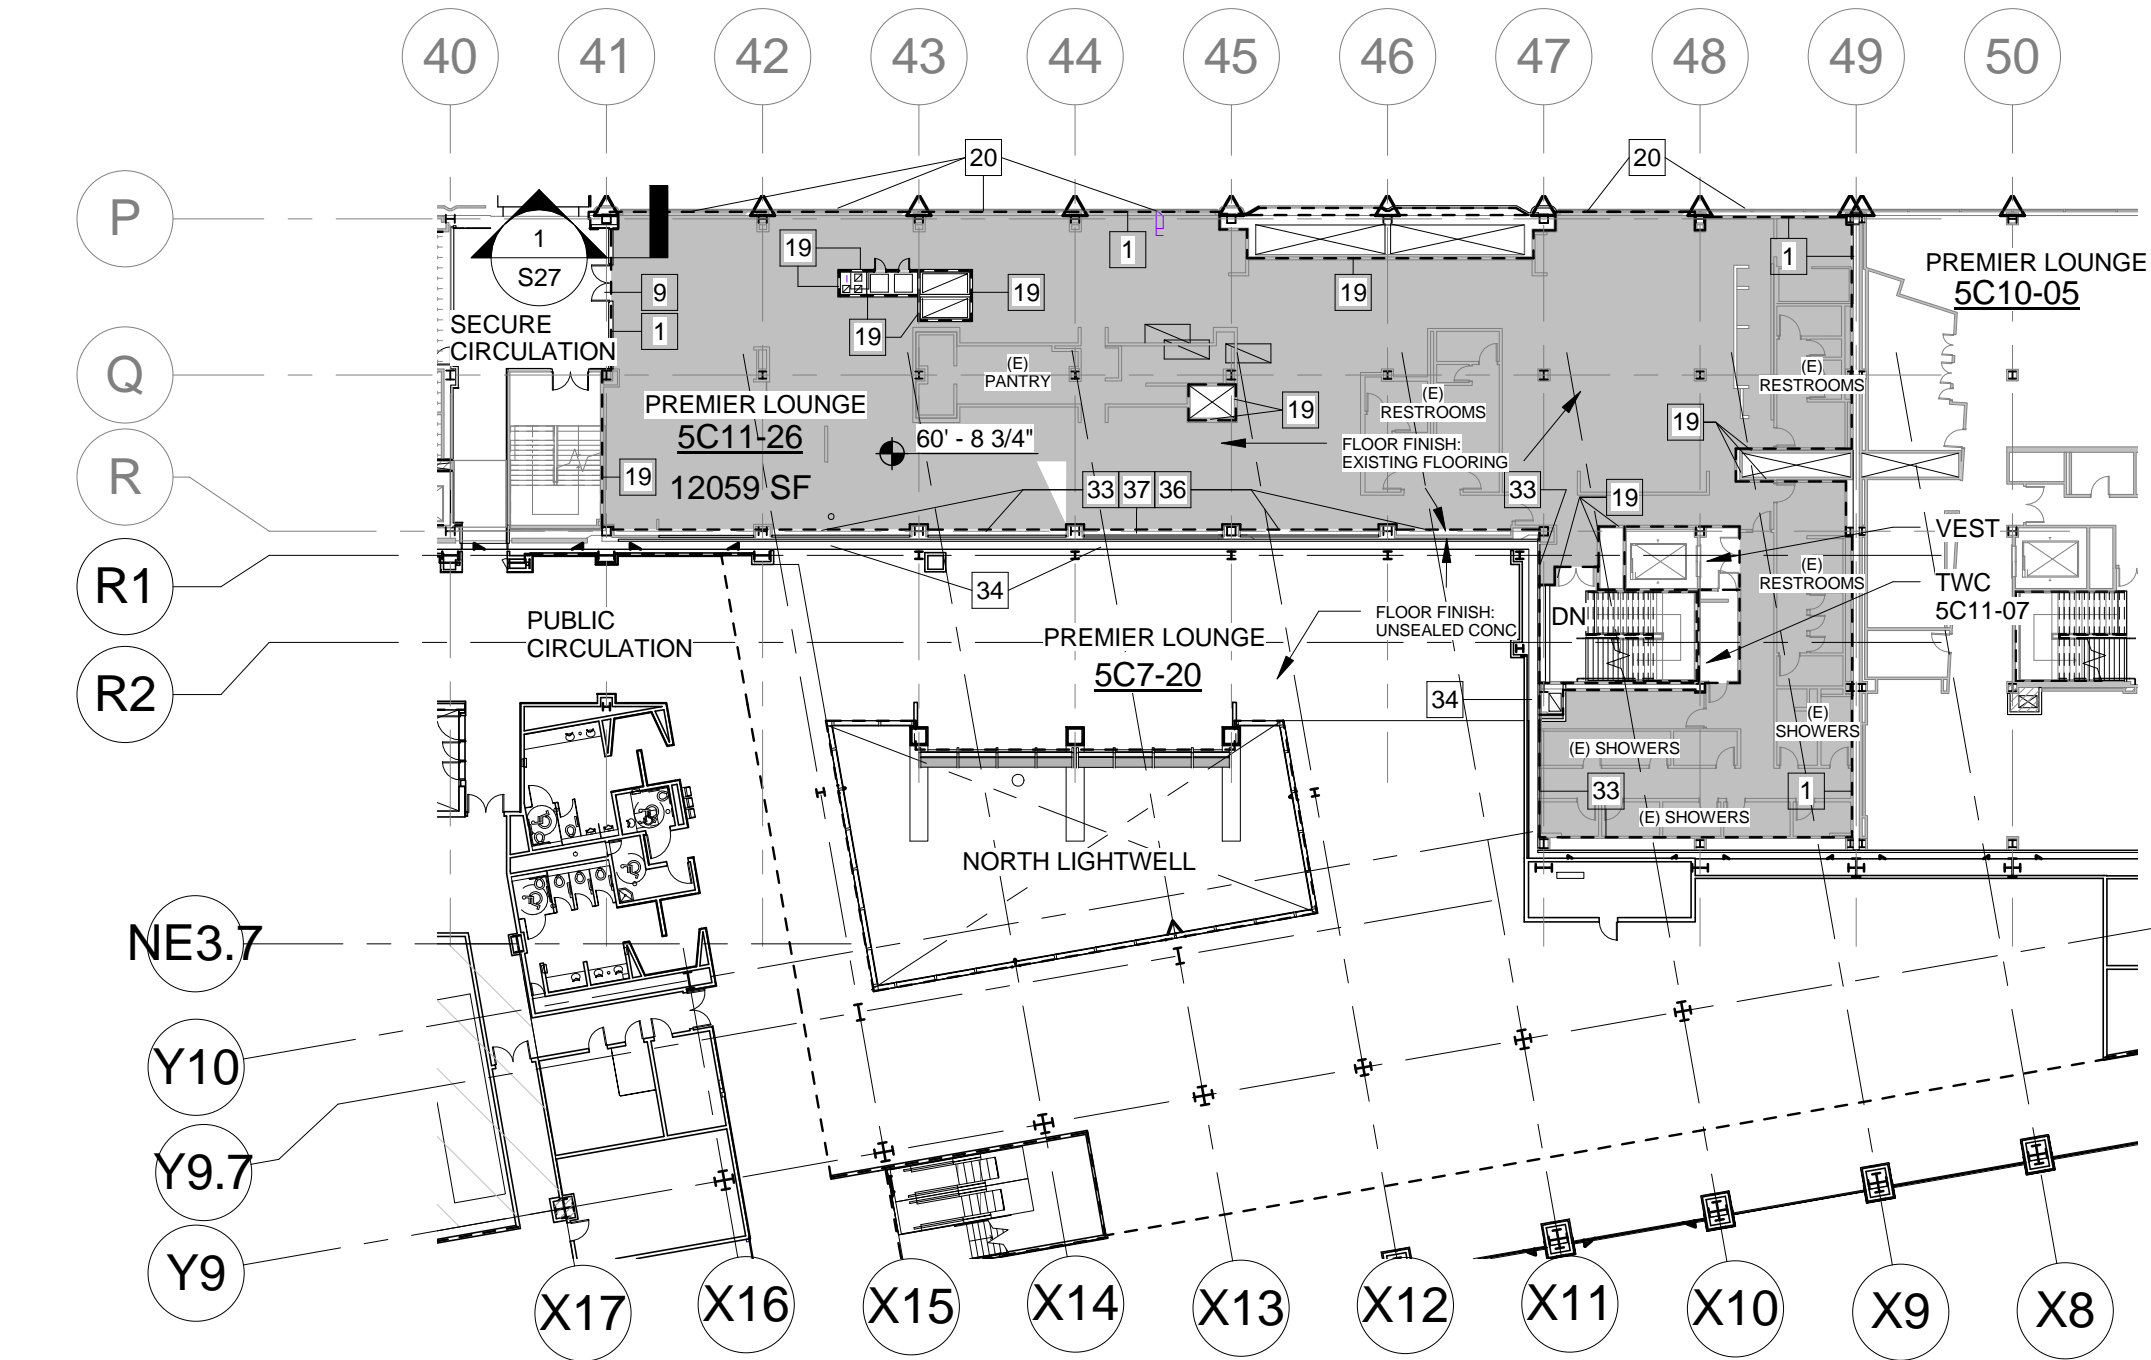 40 41 42 43 44 45 46 47 48 49 50
20 20
P
1
S27
19
1
1
PREMIER LOUNGE
5C10-05
9
19
19
1
19
SECURE
CIRCULATION
Q
(E)
PANTRY
(E)
RESTROOMS
(E)
RESTROOMS
PREMIER LOUNGE
5C11-26
12059 SF
60' - 8 3/4"
19
19
FLOOR FINISH:
EXISTING FLOORING
R
19
33 37 36
33
19
VEST
R1
34
(E)
RESTROOMS
TWC
5C11-07
PUBLIC
CIRCULATION
PREMIER LOUNGE
5C7-20
FLOOR FINISH:
UNSEALED CONC
DN
R2
34
(E)
SHOWERS
(E) SHOWERS
33
1
(E) SHOWERS
NORTH LIGHTWELL
NE3.7
Y10
Y9.7
Y9
X17 X16 X15 X14 X13 X12 X11 X10 X9 X8